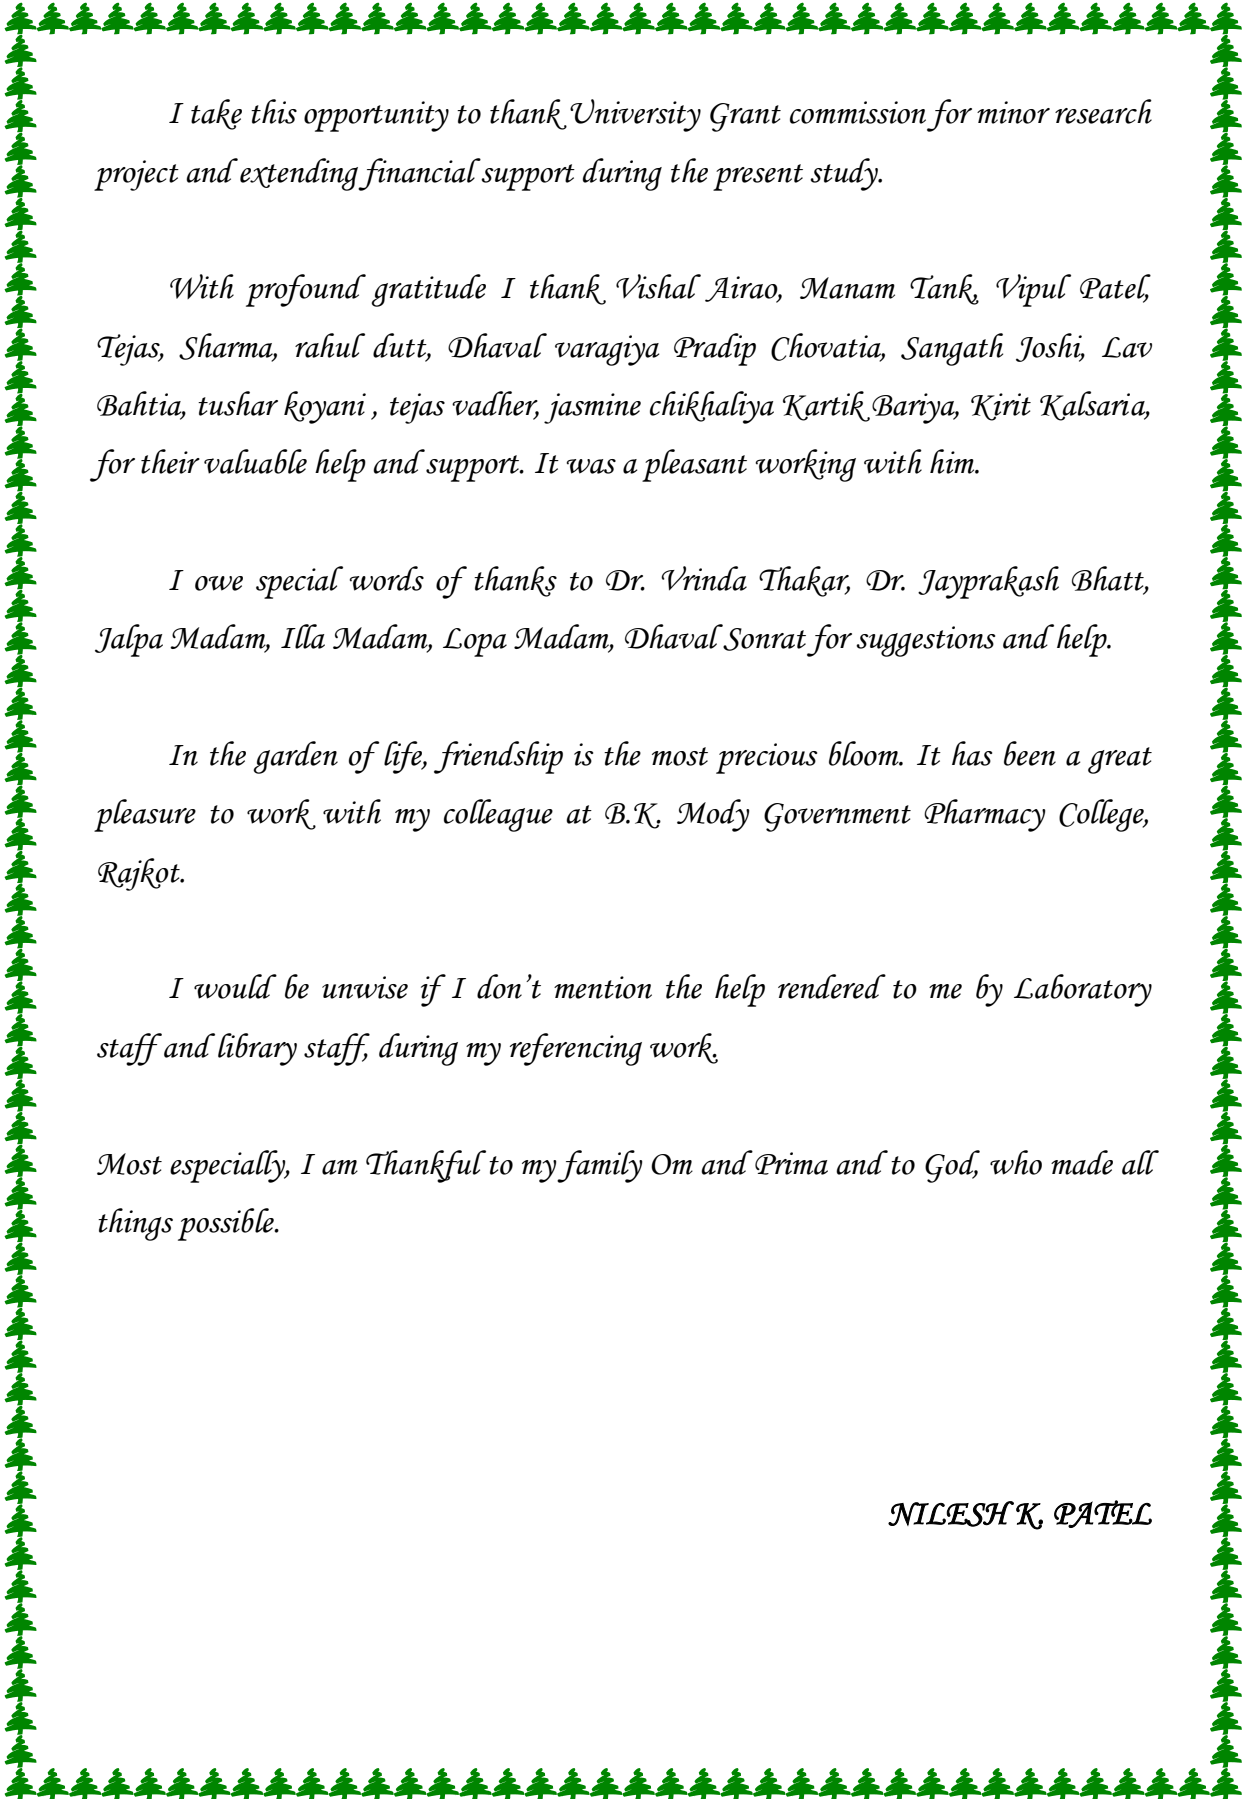 I take this opportunity to thank University Grant commission for minor research
project and extending financial support during the present study.
With profound gratitude I thank Vishal Airao, Manam Tank, Vipul Patel,
Tejas, Sharma, rahul dutt, Dhaval varagiya Pradip Chovatia, Sangath Joshi, Lav
Bahtia, tushar koyani , tejas vadher, jasmine chikhaliya Kartik Bariya, Kirit Kalsaria,
for their valuable help and support. It was a pleasant working with him.
I owe special words of thanks to Dr. Vrinda Thakar, Dr. Jayprakash Bhatt,
Jalpa Madam, Illa Madam, Lopa Madam, Dhaval Sonrat for suggestions and help.
In the garden of life, friendship is the most precious bloom. It has been a great
pleasure to work with my colleague at B.K. Mody Government Pharmacy College,
Rajkot.
I would be unwise if I don’t mention the help rendered to me by Laboratory
staff and library staff, during my referencing work.
Most especially, I am Thankful to my family Om and Prima and to God, who made all
things possible.
NILESH K. PATEL